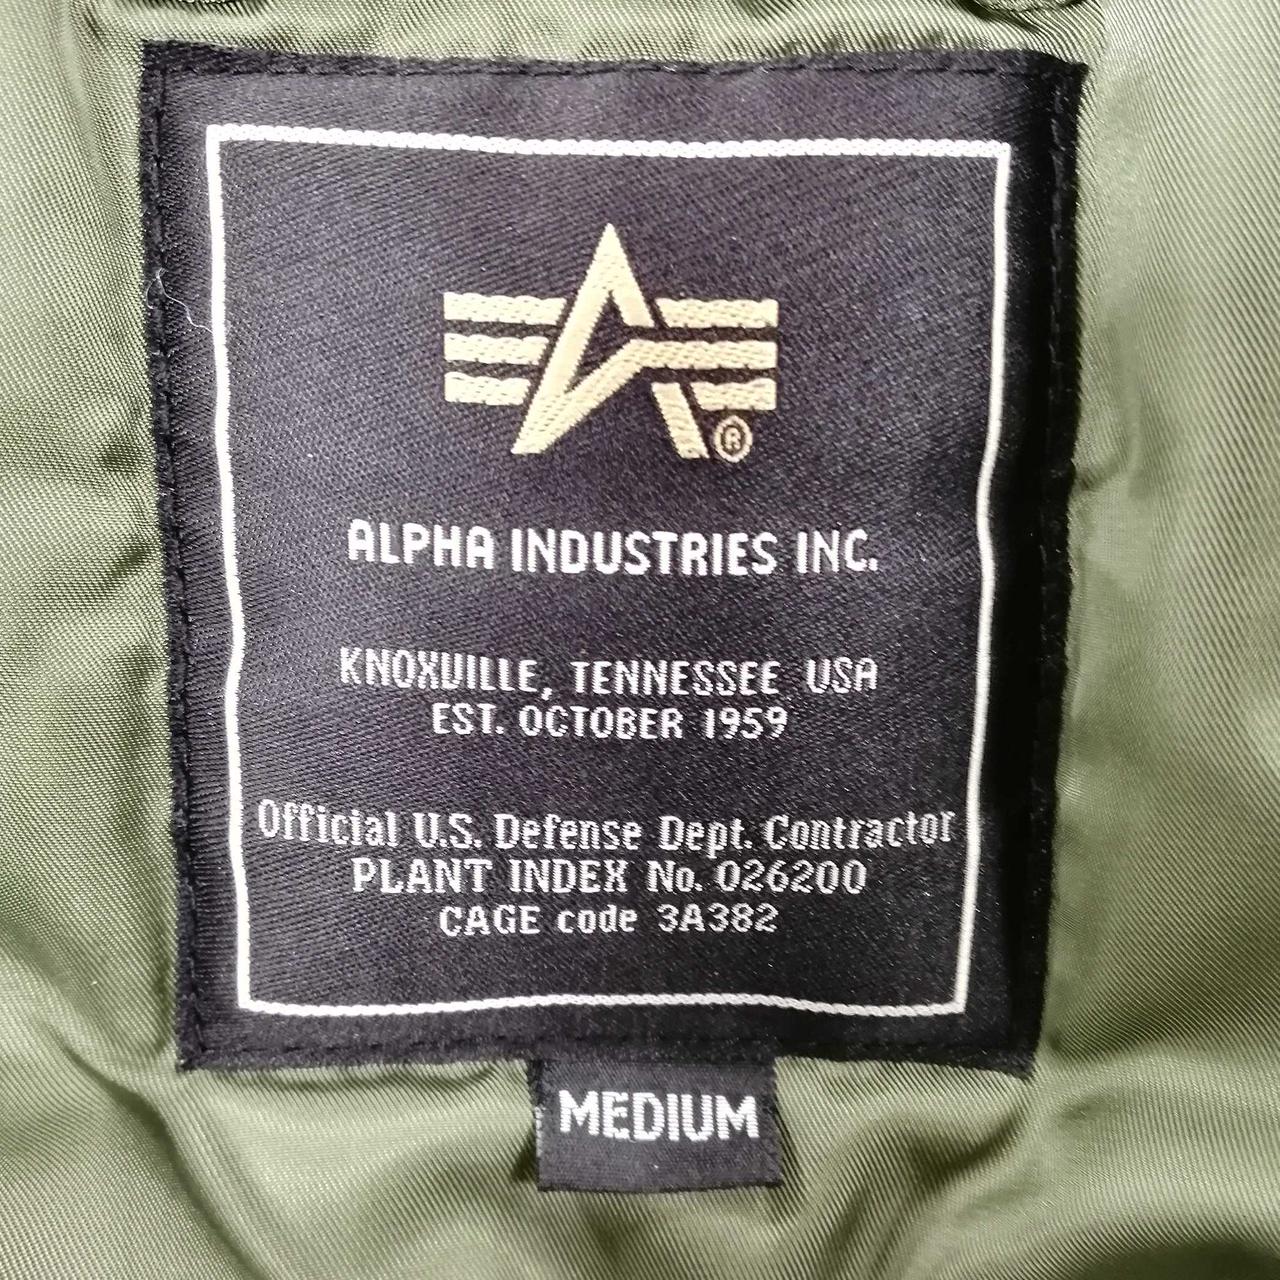 ALPHA INDUSTRIES INC.
KNOXVILLE, TENNESSEE USA
EST. OCTOBER 1959
Official U.S. Defense Dept. Contractor
PLANT INDEX No. 026200
CAGE code 3A382
MEDIUM